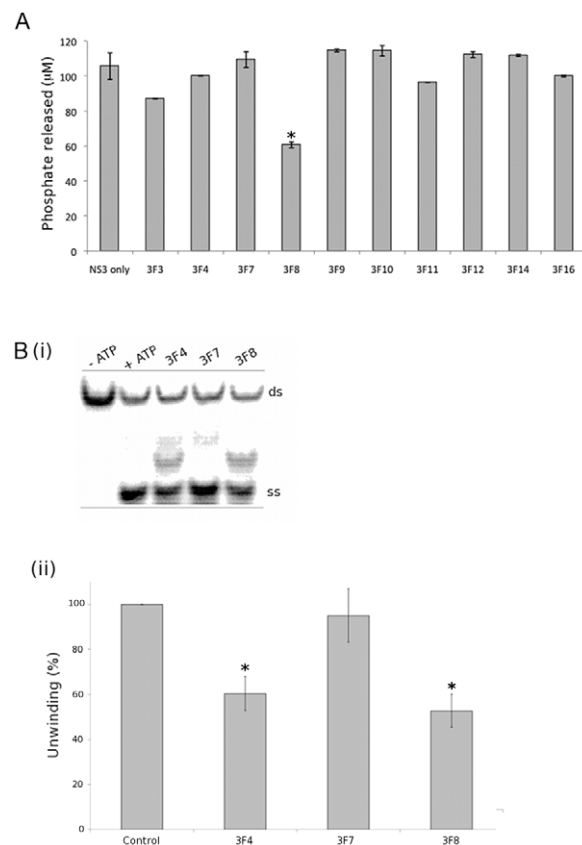 A
Phosphate released (µM)
120
100
80
60
40
20
0
*
NS3 only 3F3 3F4 3F7 3F8 3F9 3F10 3F11 3F12 3F14 3F16
B (i)
- ATP + ATP 3F4 3F7 3F8
ds
ss
(ii)
Unwinding (%)
100
80
60
40
20
0
* *
Control 3F4 3F7 3F8